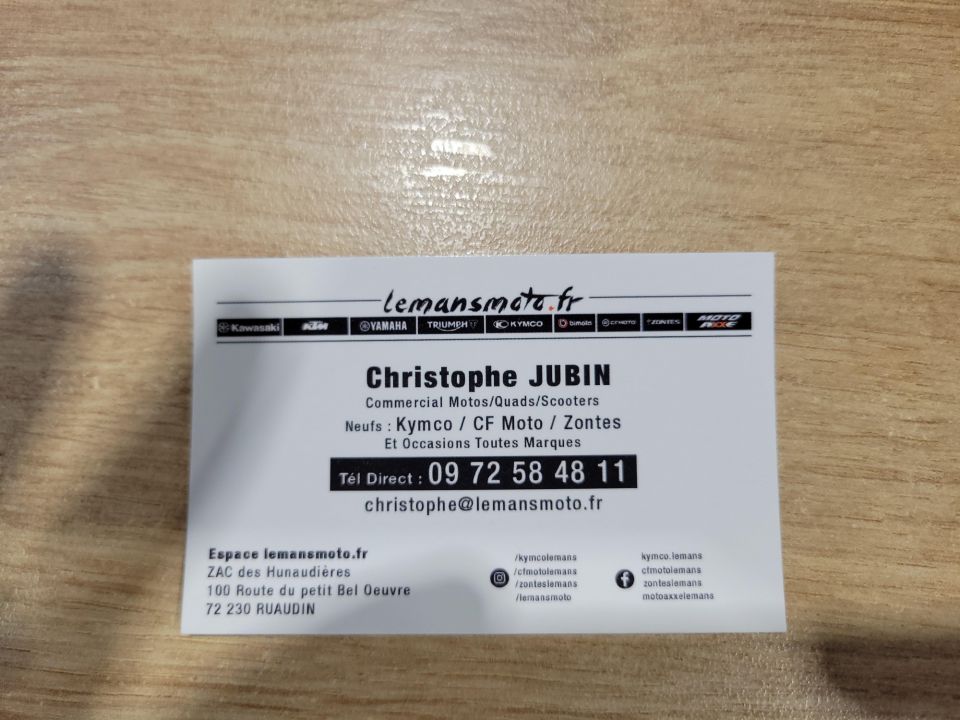 lemansmoto.fr
Kawasaki KTM YAMAHA TRIUMPH KYMCO bimota CFMOTO ZONTES MOTO AXXE
Christophe JUBIN
Commercial Motos/Quads/Scooters
Neufs : Kymco / CF Moto / Zontes
Et Occasions Toutes Marques
Tél Direct : 09 72 58 48 11
christophe@lemansmoto.fr
Espace lemansmoto.fr
ZAC des Hunaudières
100 Route du petit Bel Oeuvre
72 230 RUAUDIN
/kymcolemans
/cfmotolemans
/zonteslemans
/lemansmoto
kymco.lemans
cfmotolemans
zonteslemans
motoaxxelemans